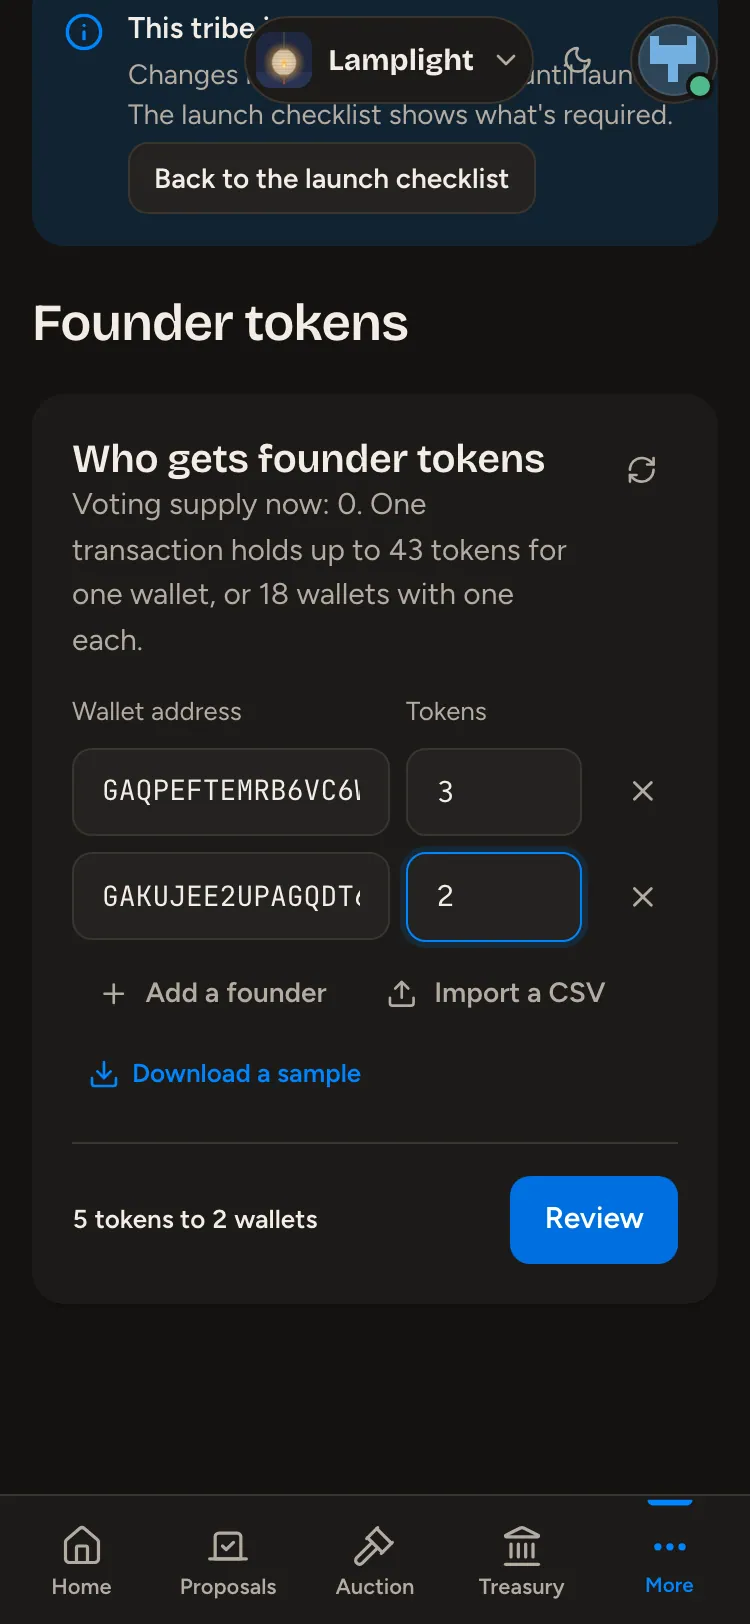 This tribe
Lamplight
Changes
until laun
The launch checklist shows what's required.
Back to the launch checklist
Founder tokens
Who gets founder tokens
Voting supply now: 0. One
transaction holds up to 43 tokens for
one wallet, or 18 wallets with one
each.
Wallet address
Tokens
GAQPEFTEMRB6VC6
3
GAKUJEE2UPAGQDT
2
Add a founder
Import a CSV
Download a sample
5 tokens to 2 wallets
Review
Home
Proposals
Auction
Treasury
More